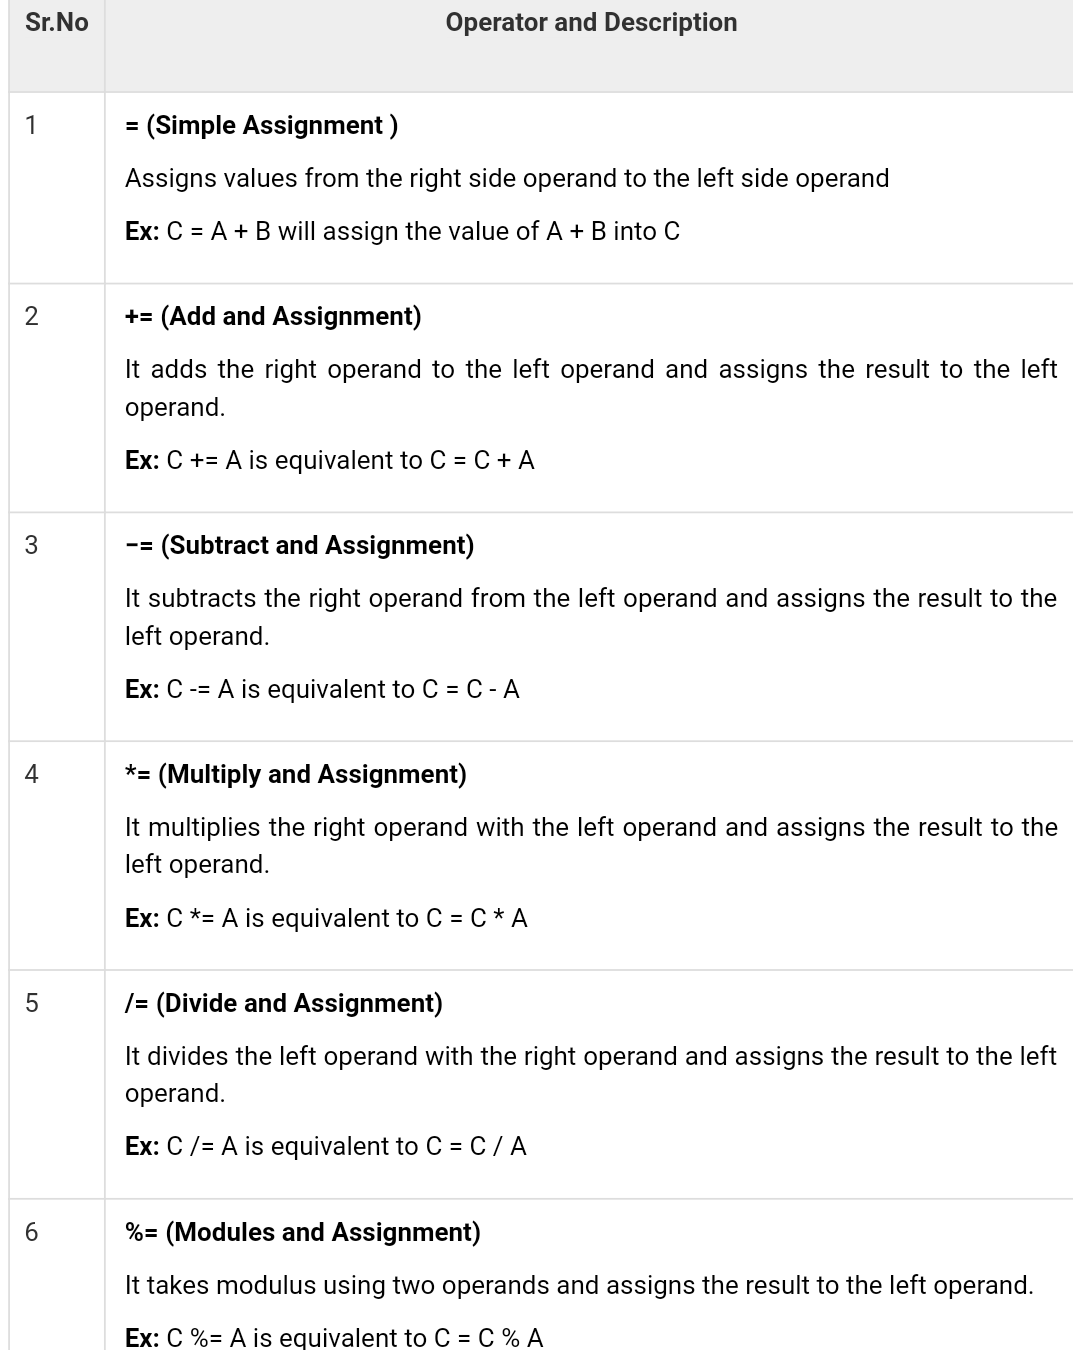 Sr.No Operator and Description
1 = (Simple Assignment )
Assigns values from the right side operand to the left side operand
Ex: C = A + B will assign the value of A + B into C
2 += (Add and Assignment)
It adds the right operand to the left operand and assigns the result to the left
operand.
Ex: C += A is equivalent to C = C + A
3 −= (Subtract and Assignment)
It subtracts the right operand from the left operand and assigns the result to the
left operand.
Ex: C -= A is equivalent to C = C - A
4 *= (Multiply and Assignment)
It multiplies the right operand with the left operand and assigns the result to the
left operand.
Ex: C *= A is equivalent to C = C * A
5 /= (Divide and Assignment)
It divides the left operand with the right operand and assigns the result to the left
operand.
Ex: C /= A is equivalent to C = C / A
6 %= (Modules and Assignment)
It takes modulus using two operands and assigns the result to the left operand.
Ex: C %= A is equivalent to C = C % A